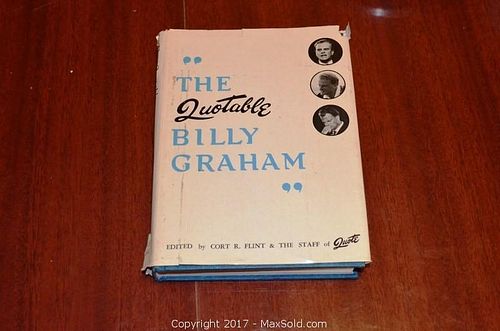 "
THE
Quotable
BILLY
GRAHAM
"
EDITED by CORT R. FLINT & THE STAFF of Quote
Copyright 2017 - MaxSold.com